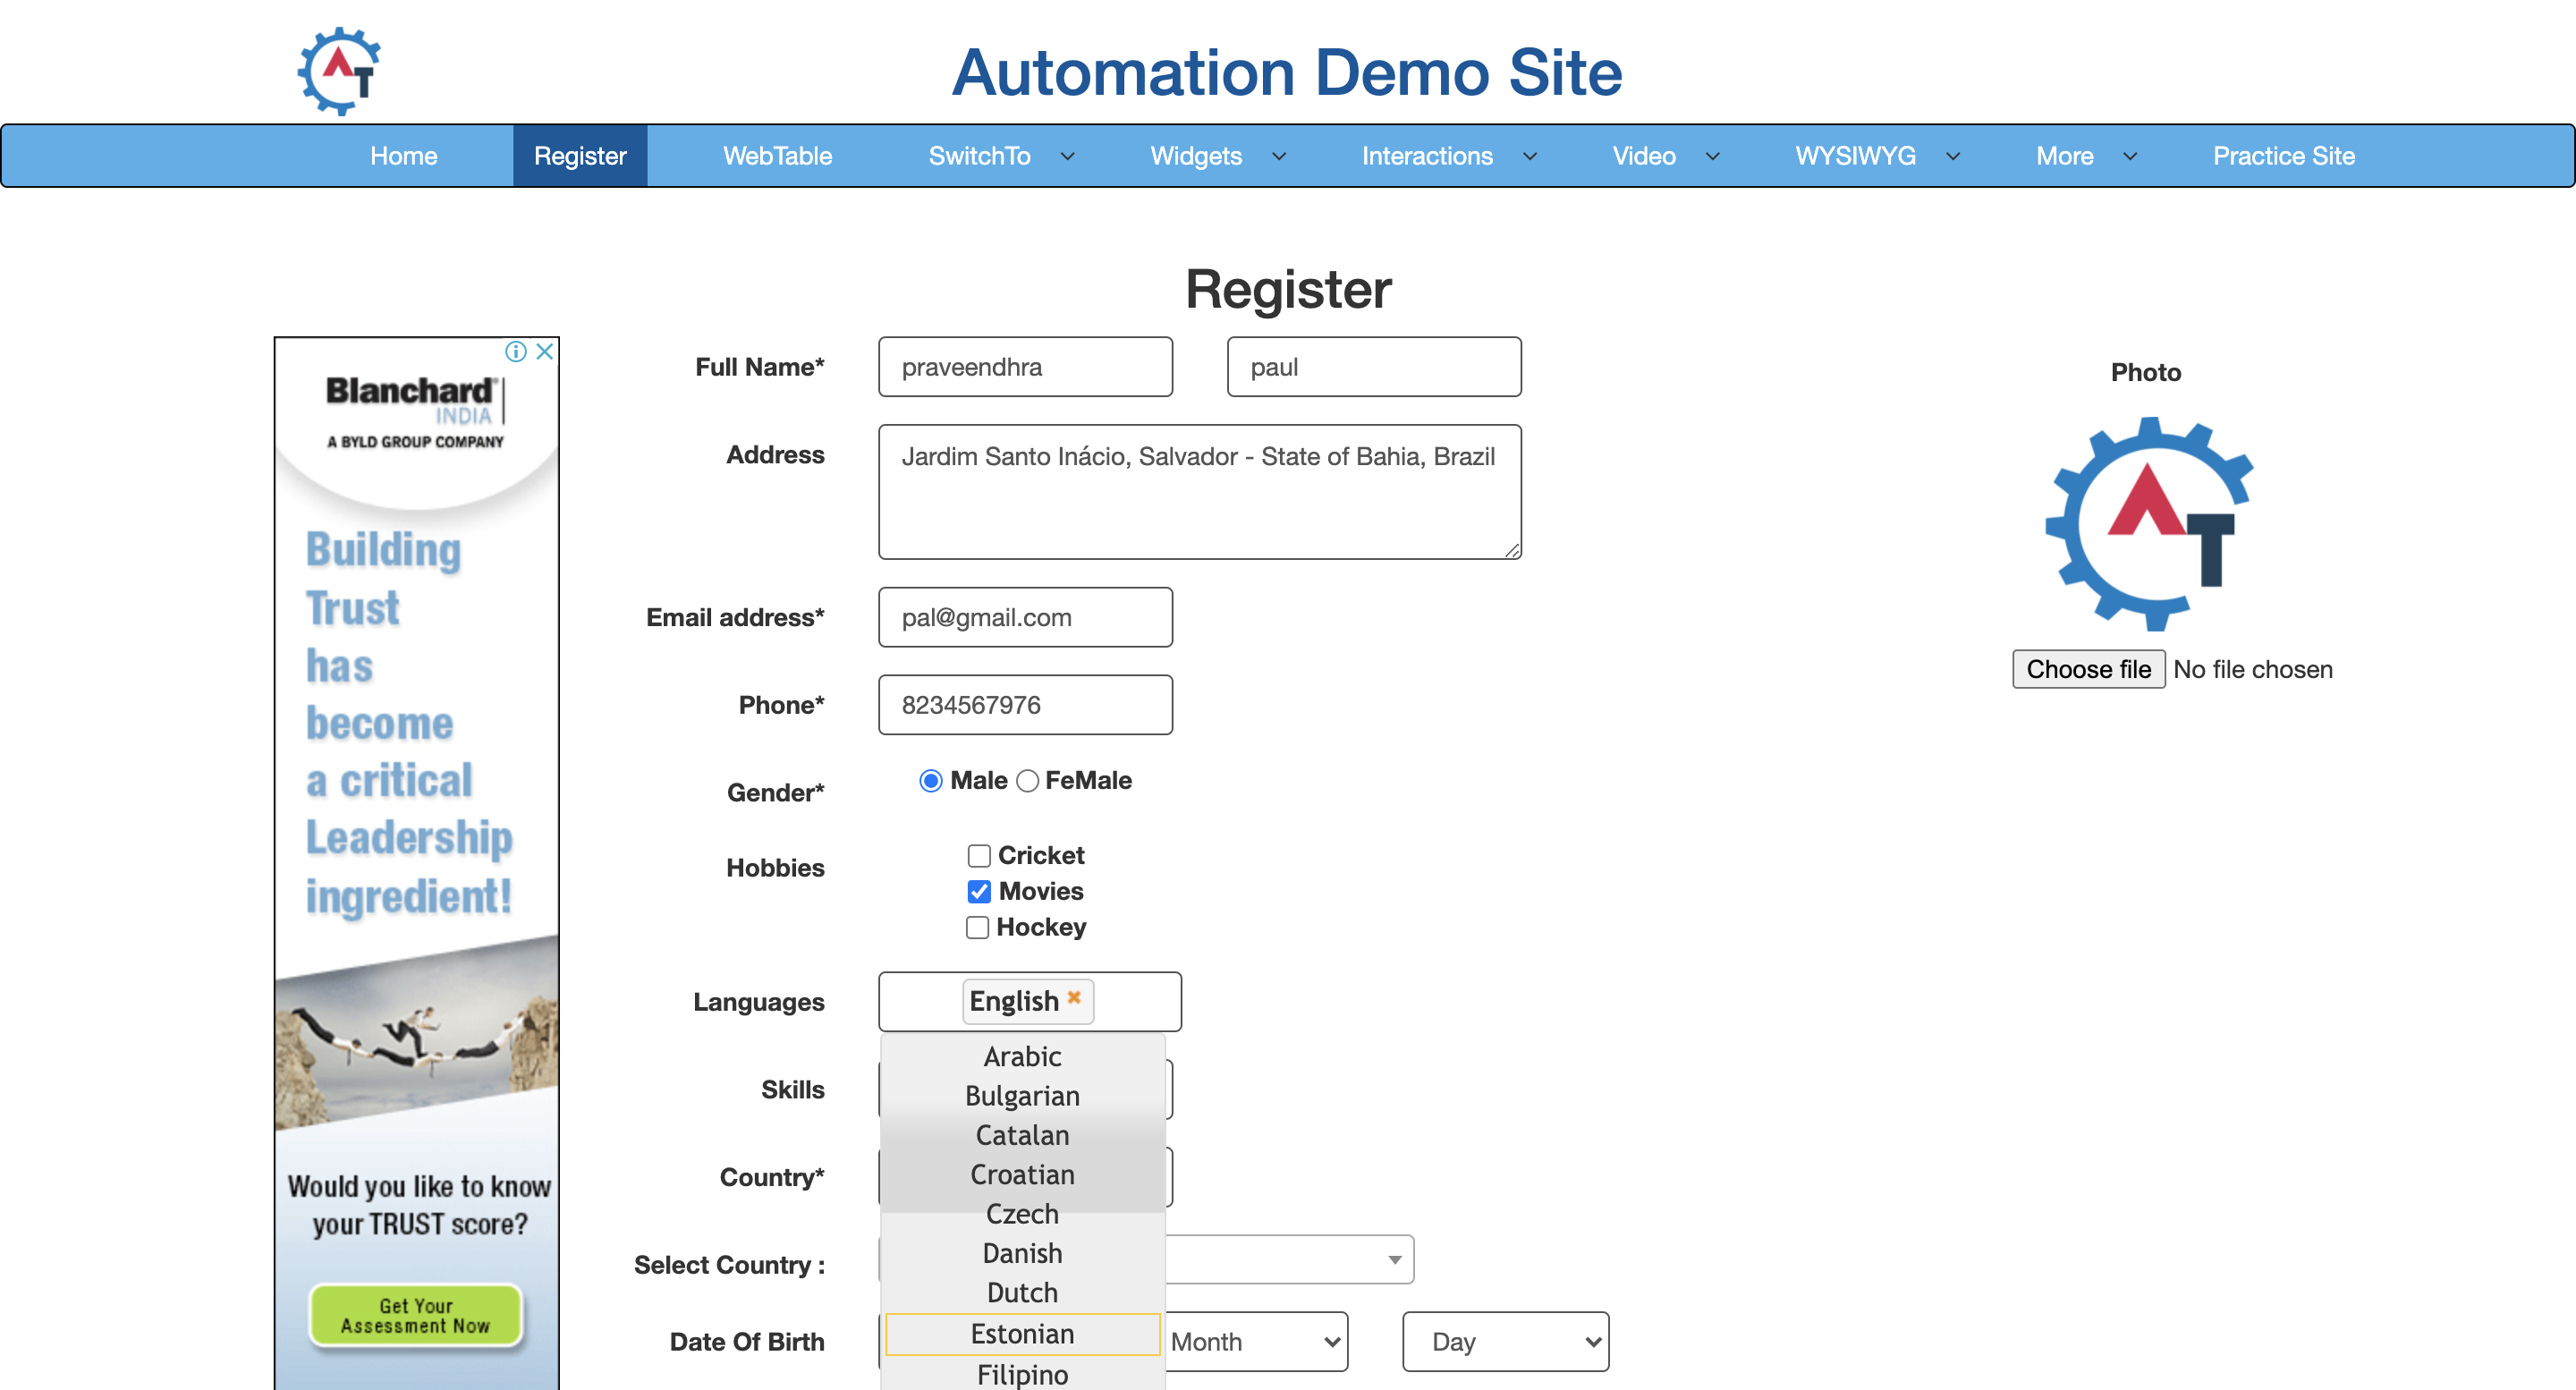 AT
Automation Demo Site
Home Register WebTable SwitchTo Widgets Interactions Video WYSIWYG More Practice Site
Register
Blanchard®
INDIA
A BYLD GROUP COMPANY
Building
Trust
has
become
a critical
Leadership
ingredient!
Would you like to know
your TRUST score?
Get Your
Assessment Now
Full Name* praveendhra paul
Address Jardim Santo Inácio, Salvador - State of Bahia, Brazil
Email address* pal@gmail.com
Phone* 8234567976
Gender* Male FeMale
Hobbies Cricket
Movies
Hockey
Languages English
Arabic
Bulgarian
Catalan
Croatian
Czech
Danish
Dutch
Estonian
Filipino
Skills
Country*
Select Country :
Date Of Birth Month Day
Photo
AT
Choose file No file chosen